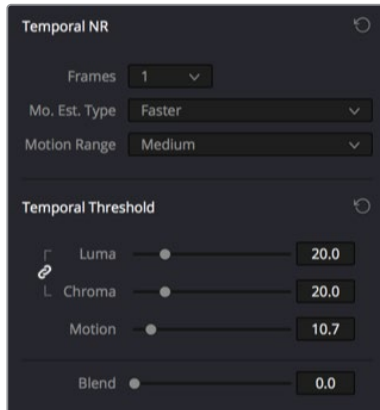 Temporal NR
Frames 1
Mo. Est. Type Faster
Motion Range Medium
Temporal Threshold
Luma 20.0
Chroma 20.0
Motion 10.7
Blend 0.0